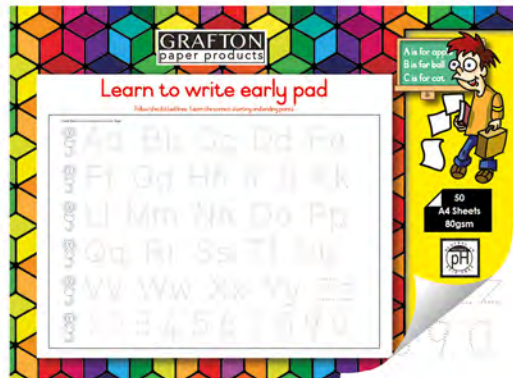 GRAFTON
paper products
Learn to write early pad
A is for app
B is for ball
C is for cat.
Aa Bb Cc Dd Ee
Ff Gg Hh Ii Jj Kk
Ll Mm Nn Oo Pp
Qq Rr Ss Tt Uu
Vv Ww Xx Yy Zz
50
A4 Sheets
80gsm
pH